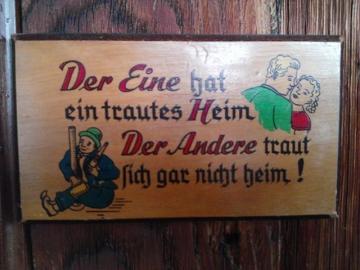 Der Eine hat
ein trautes Heim
Der Andere traut
sich gar nicht heim !